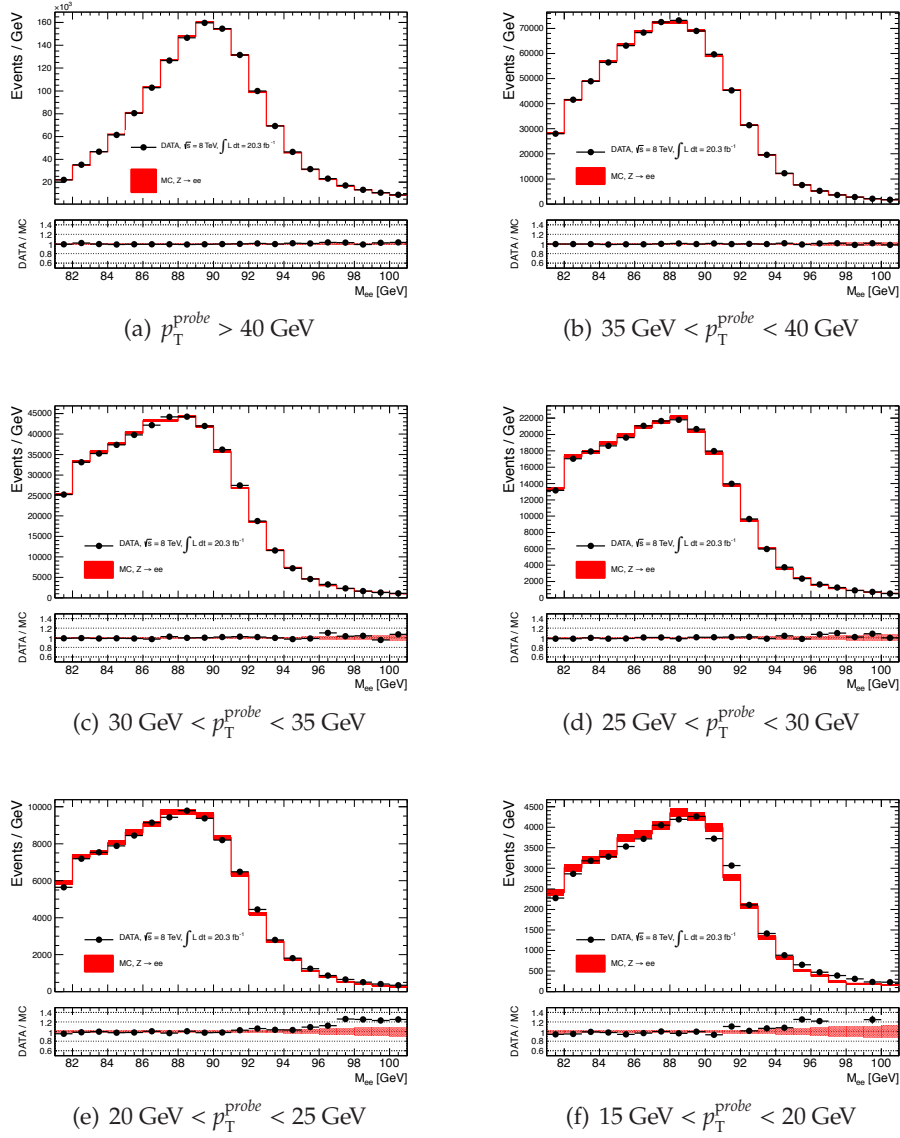 ×10³
Events / GeV
160
140
120
100
80
60
40
20
DATA, √s = 8 TeV, ∫ L dt = 20.3 fb⁻¹
MC, Z → ee
DATA / MC
1.4
1.2
1
0.8
0.6
82 84 86 88 90 92 94 96 98 100
M_ee [GeV]
(a) p_T^probe > 40 GeV
Events / GeV
70000
60000
50000
40000
30000
20000
10000
0
DATA, √s = 8 TeV, ∫ L dt = 20.3 fb⁻¹
MC, Z → ee
DATA / MC
1.4
1.2
1
0.8
0.6
82 84 86 88 90 92 94 96 98 100
M_ee [GeV]
(b) 35 GeV < p_T^probe < 40 GeV
Events / GeV
45000
40000
35000
30000
25000
20000
15000
10000
5000
0
DATA, √s = 8 TeV, ∫ L dt = 20.3 fb⁻¹
MC, Z → ee
DATA / MC
1.4
1.2
1
0.8
0.6
82 84 86 88 90 92 94 96 98 100
M_ee [GeV]
(c) 30 GeV < p_T^probe < 35 GeV
Events / GeV
22000
20000
18000
16000
14000
12000
10000
8000
6000
4000
2000
0
DATA, √s = 8 TeV, ∫ L dt = 20.3 fb⁻¹
MC, Z → ee
DATA / MC
1.4
1.2
1
0.8
0.6
82 84 86 88 90 92 94 96 98 100
M_ee [GeV]
(d) 25 GeV < p_T^probe < 30 GeV
Events / GeV
10000
8000
6000
4000
2000
0
DATA, √s = 8 TeV, ∫ L dt = 20.3 fb⁻¹
MC, Z → ee
DATA / MC
1.4
1.2
1
0.8
0.6
82 84 86 88 90 92 94 96 98 100
M_ee [GeV]
(e) 20 GeV < p_T^probe < 25 GeV
Events / GeV
4500
4000
3500
3000
2500
2000
1500
1000
500
0
DATA, √s = 8 TeV, ∫ L dt = 20.3 fb⁻¹
MC, Z → ee
DATA / MC
1.4
1.2
1
0.8
0.6
82 84 86 88 90 92 94 96 98 100
M_ee [GeV]
(f) 15 GeV < p_T^probe < 20 GeV